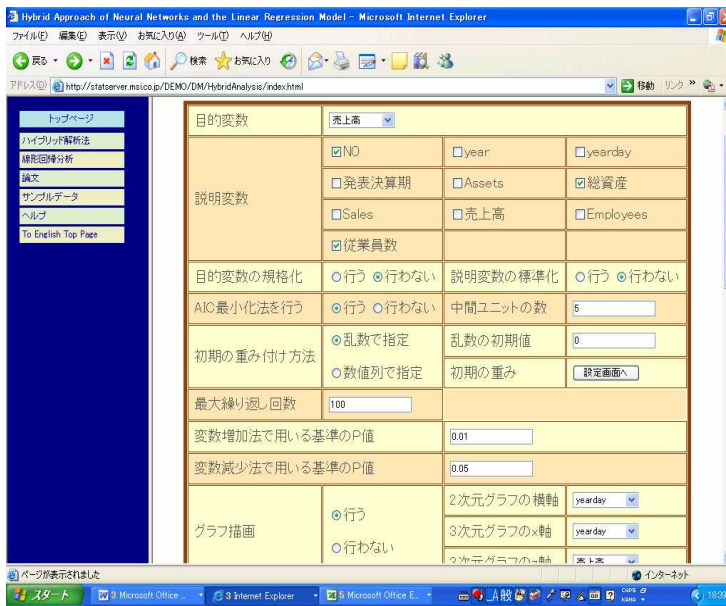 Hybrid Approach of Neural Networks and the Linear Regression Model - Microsoft Internet Explorer
ファイル(F) 編集(E) 表示(V) お気に入り(A) ツール(T) ヘルプ(H)
戻る 検索 お気に入り
アドレス(D) http://statserver.msi.co.jp/DEMO/DM/HybridAnalysis/index.html 移動 リンク »
トップページ
ハイブリッド解析法
線形回帰分析
論文
サンプルデータ
ヘルプ
To English Top Page
目的変数 売上高
説明変数
NO year yearday
発表決算期 Assets 総資産
Sales 売上高 Employees
従業員数
目的変数の規格化 行う 行わない 説明変数の標準化 行う 行わない
AIC最小化法を行う 行う 行わない 中間ユニットの数 5
初期の重み付け方法 乱数で指定 乱数の初期値 0
数値列で指定 初期の重み 設定画面へ
最大繰り返し回数 100
変数増加法で用いる基準のP値 0.01
変数減少法で用いる基準のP値 0.05
グラフ描画 行う 行わない
2次元グラフの横軸 yearday
3次元グラフのx軸 yearday
ページが表示されました インターネット
スタート 3 Microsoft Office ... 3 Internet Explorer 5 Microsoft Office E... A 般 CAPS KANA 18:34